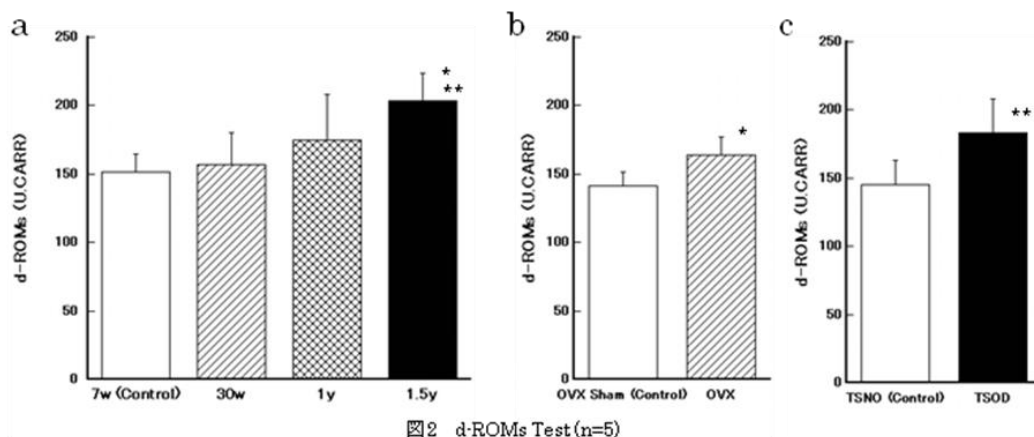 a
250
200
150
100
50
0
d-ROMs (U.CARR)
*
**
7w (Control) 30w 1y 1.5y
b
250
200
150
100
50
0
d-ROMs (U.CARR)
*
OVX Sham (Control) OVX
c
250
200
150
100
50
0
d-ROMs (U.CARR)
**
TSNO (Control) TSOD
図2 d-ROMs Test(n=5)